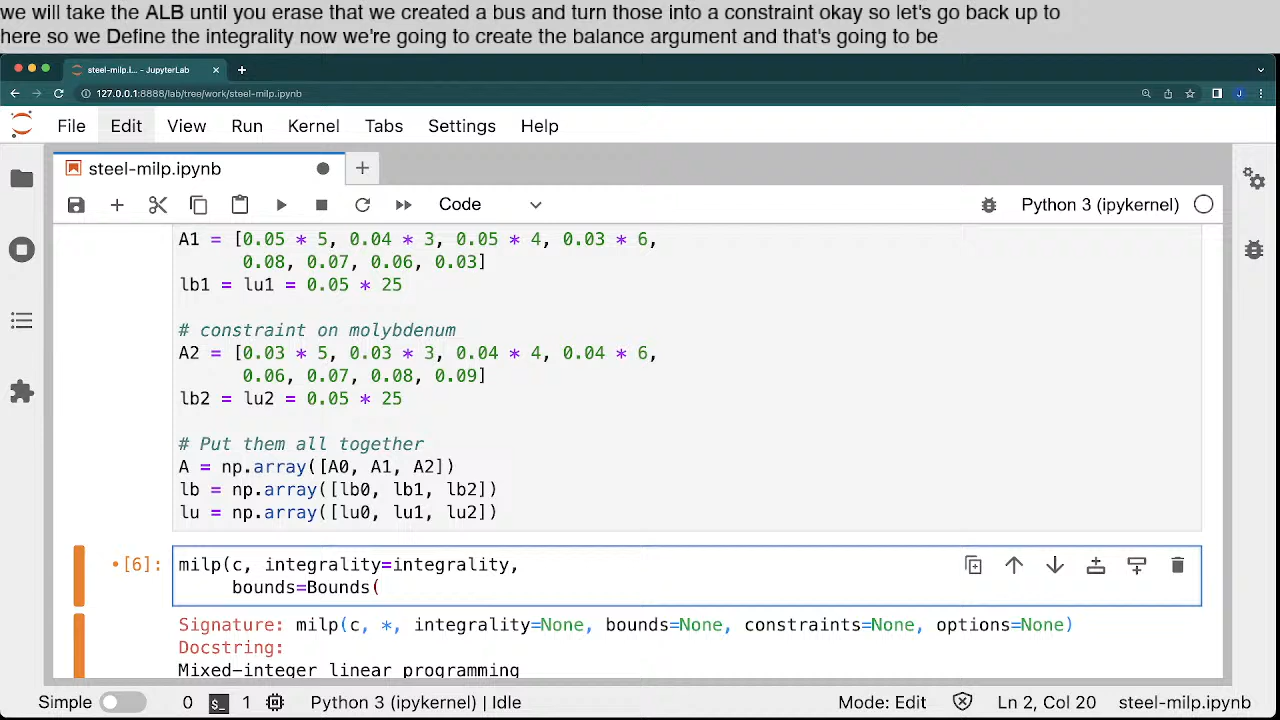 we will take the ALB until you erase that we created a bus and turn those into a constraint okay so let's go back up to
here so we Define the integrality now we're going to create the balance argument and that's going to be
steel-milp.i... - JupyterLab
127.0.0.1:8888/lab/tree/work/steel-milp.ipynb
J
File Edit View Run Kernel Tabs Settings Help
steel-milp.ipynb
Code
Python 3 (ipykernel)
A1 = [0.05 * 5, 0.04 * 3, 0.05 * 4, 0.03 * 6,
0.08, 0.07, 0.06, 0.03]
lb1 = lu1 = 0.05 * 25
# constraint on molybdenum
A2 = [0.03 * 5, 0.03 * 3, 0.04 * 4, 0.04 * 6,
0.06, 0.07, 0.08, 0.09]
lb2 = lu2 = 0.05 * 25
# Put them all together
A = np.array([A0, A1, A2])
lb = np.array([lb0, lb1, lb2])
lu = np.array([lu0, lu1, lu2])
•[6]: milp(c, integrality=integrality,
bounds=Bounds(
Signature: milp(c, *, integrality=None, bounds=None, constraints=None, options=None)
Docstring:
Mixed-integer linear programming
Simple 0 1 Python 3 (ipykernel) | Idle Mode: Edit Ln 2, Col 20 steel-milp.ipynb